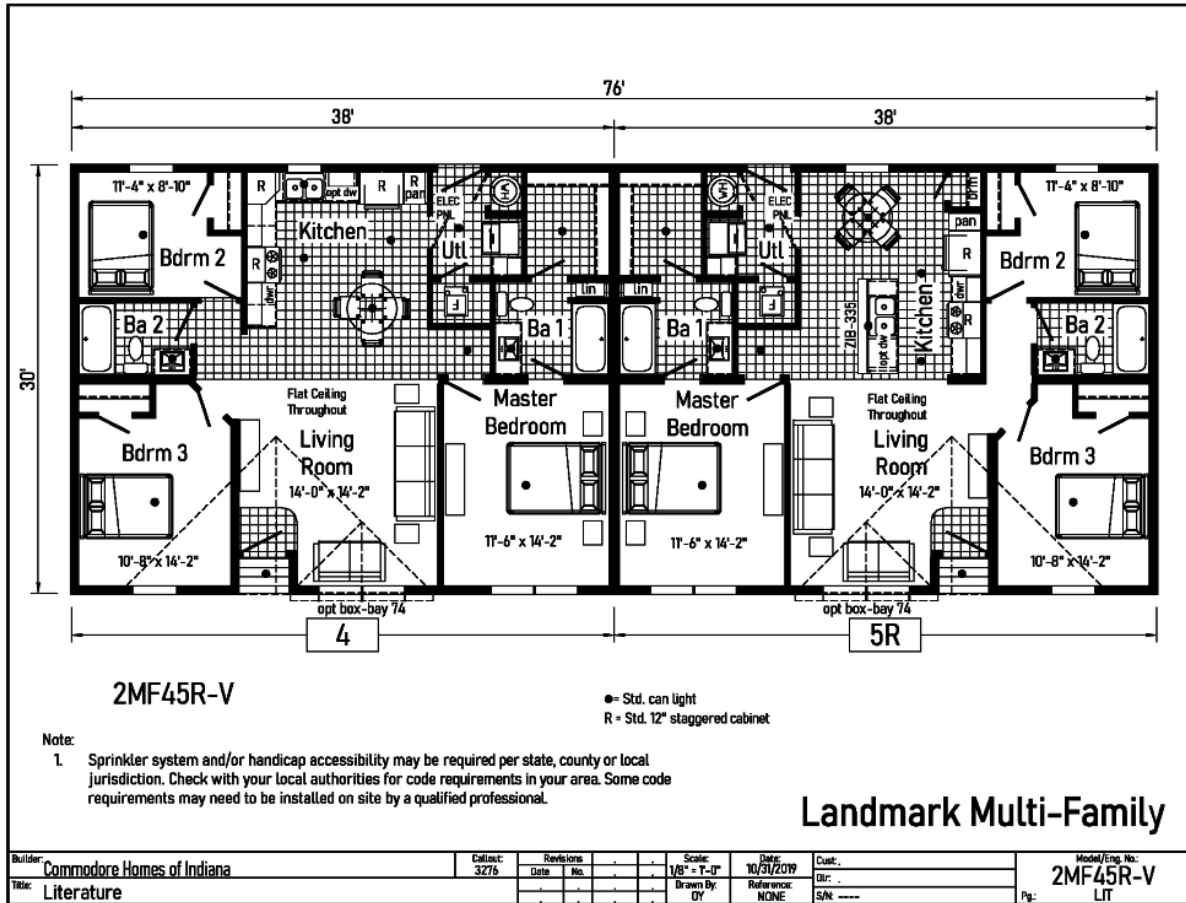 76'
38'
38'
30'
11'-4" x 8'-10"
R
opt dw
R
R
pan
WH
ELEC
PNL
Kitchen
Utl
Bdrm 2
R
dwr
F
lin
Ba 2
Ba 1
WH
ELEC
PNL
Utl
brm
pan
11'-4" x 8'-10"
Bdrm 2
lin
F
ZIB-335
opt dw
Kitchen
dwr
R
Ba 1
Ba 2
Flat Ceiling
Throughout
Living
Room
14'-0" x 14'-2"
Master
Bedroom
11'-6" x 14'-2"
Bdrm 3
10'-8" x 14'-2"
Master
Bedroom
11'-6" x 14'-2"
Flat Ceiling
Throughout
Living
Room
14'-0" x 14'-2"
Bdrm 3
10'-8" x 14'-2"
opt box-bay 74
opt box-bay 74
4
5R
2MF45R-V
●= Std. can light
R = Std. 12" staggered cabinet
Note:
1. Sprinkler system and/or handicap accessibility may be required per state, county or local
jurisdiction. Check with your local authorities for code requirements in your area. Some code
requirements may need to be installed on site by a qualified professional.
Landmark Multi-Family
Builder: Commodore Homes of Indiana
Title: Literature
Callout: 3276
Revisions
Date No.
Scale: 1/8" = 1'-0"
Drawn By: OY
Date: 10/31/2019
Reference: NONE
Cust: .
Dlr: .
S/N: ----
Model/Eng. No.:
2MF45R-V
Pg.: LIT